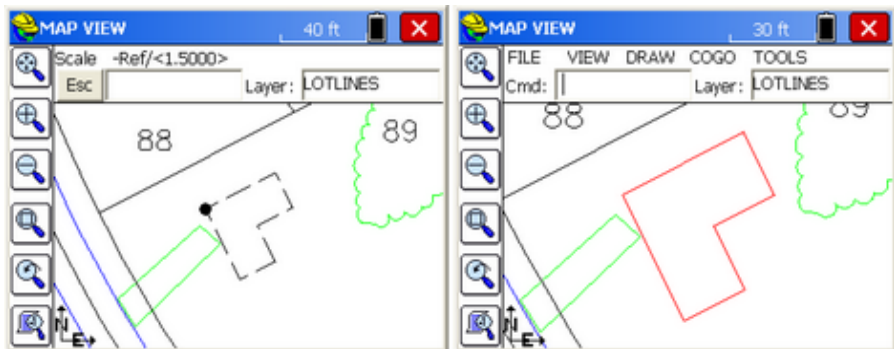 MAP VIEW 40 ft
Scale -Ref/<1.5000>
Esc Layer: LOTLINES
88
89
N
E
MAP VIEW 30 ft
FILE VIEW DRAW COGO TOOLS
Cmd: Layer: LOTLINES
88
89
N
E